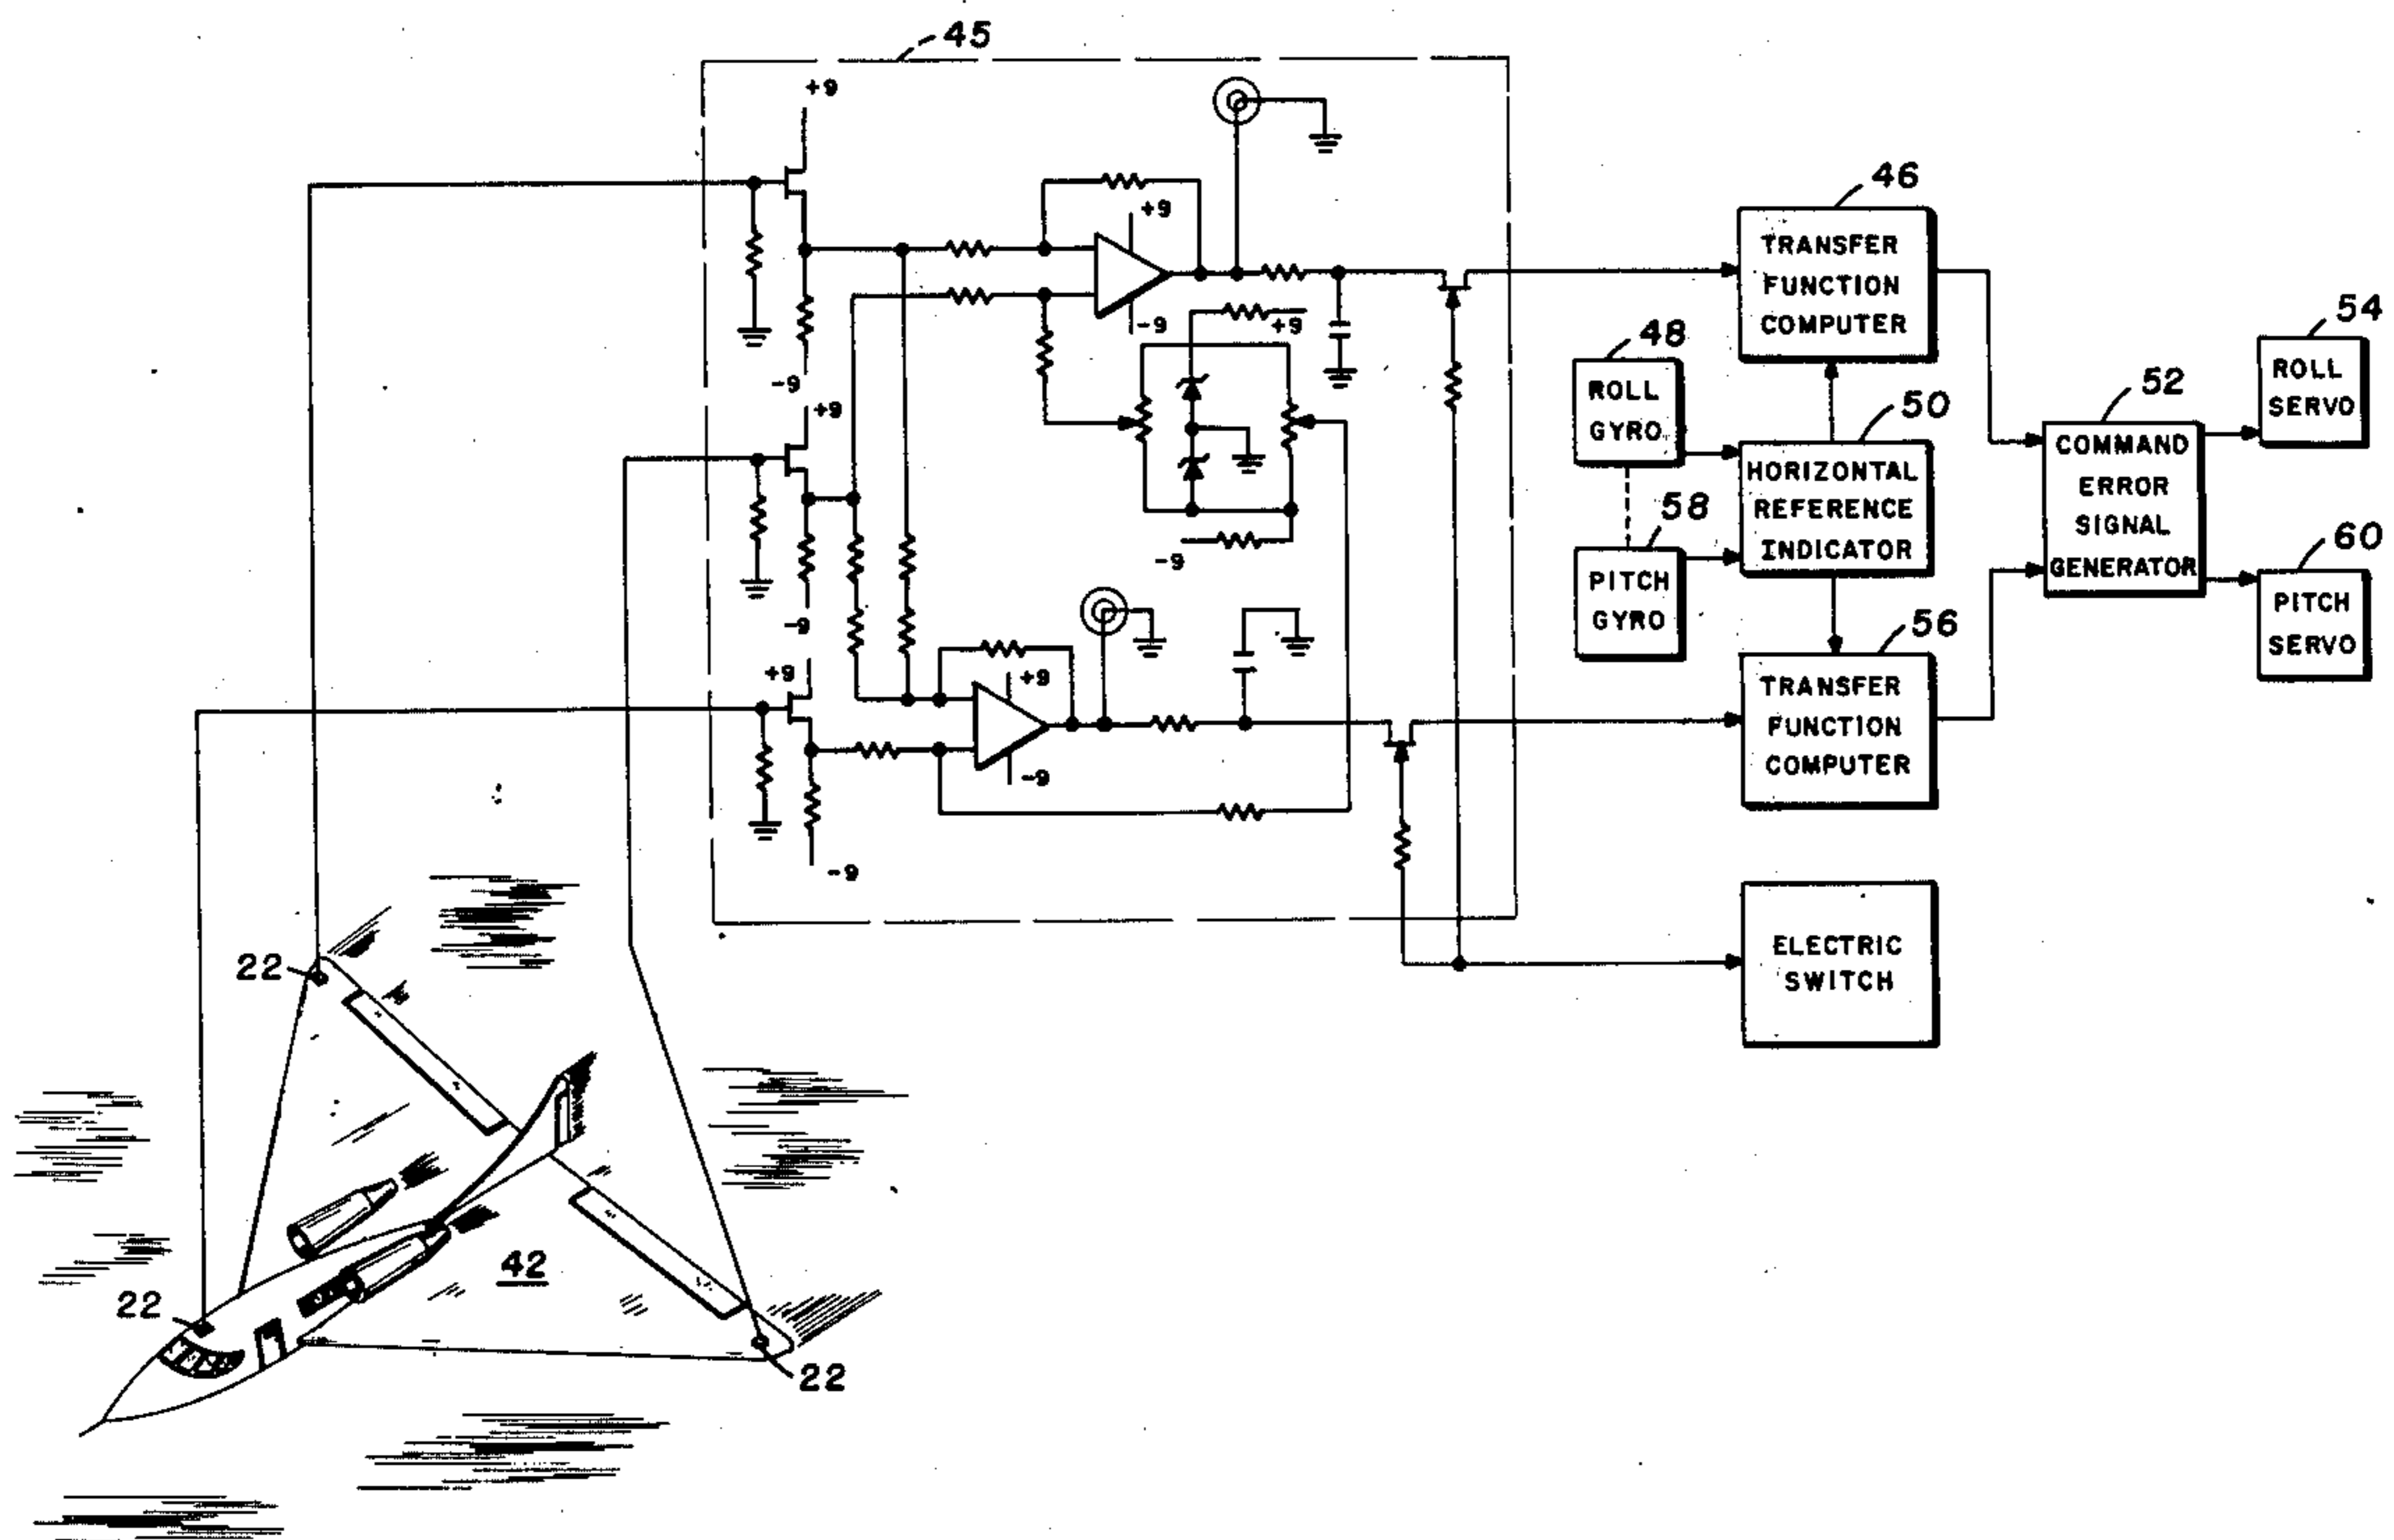 45
+9
+9
-9
+9
-9
+9
-9
-9
+9
+9
-9
-9
46
TRANSFER
FUNCTION
COMPUTER
48
ROLL
GYRO
50
HORIZONTAL
REFERENCE
INDICATOR
58
PITCH
GYRO
52
COMMAND
ERROR
SIGNAL
GENERATOR
54
ROLL
SERVO
60
PITCH
SERVO
56
TRANSFER
FUNCTION
COMPUTER
ELECTRIC
SWITCH
22
22
42
22